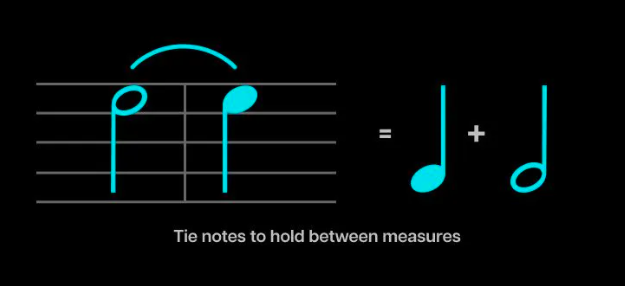 = +
Tie notes to hold between measures